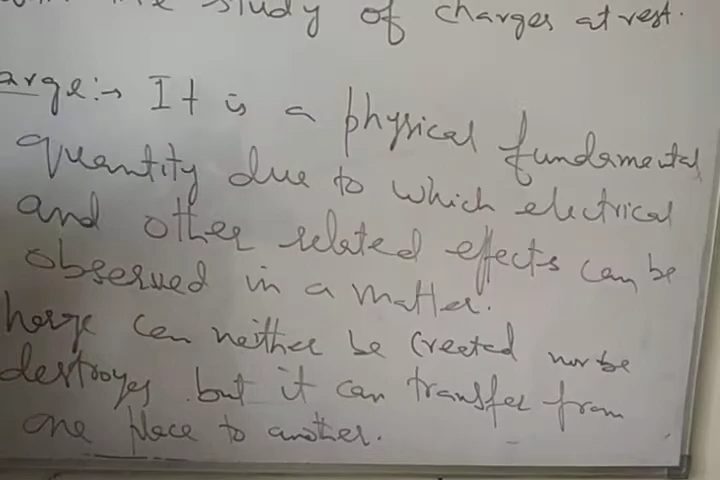 the study of charges at rest.
arge:→ It is a physical fundamental
quantity due to which electrical
and other related effects can be
observed in a matter.
harge can neither be created nor be
destroyes but it can transfer from
one place to another.